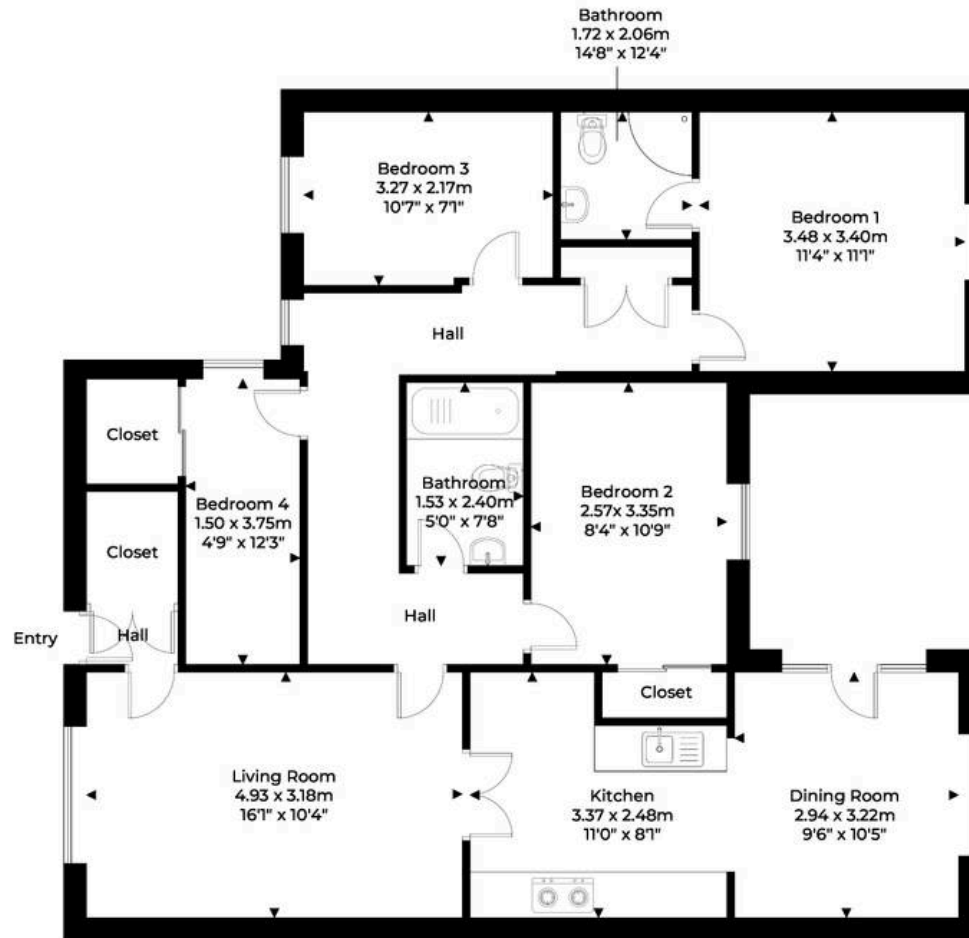 Bathroom
1.72 x 2.06m
14'8" x 12'4"
Bedroom 3
3.27 x 2.17m
10'7" x 7'1"
Bedroom 1
3.48 x 3.40m
11'4" x 11'1"
Hall
Closet
Bedroom 4
1.50 x 3.75m
4'9" x 12'3"
Bathroom
1.53 x 2.40m
5'0" x 7'8"
Bedroom 2
2.57x 3.35m
8'4" x 10'9"
Closet
Entry
Hall
Hall
Closet
Living Room
4.93 x 3.18m
16'1" x 10'4"
Kitchen
3.37 x 2.48m
11'0" x 8'1"
Dining Room
2.94 x 3.22m
9'6" x 10'5"